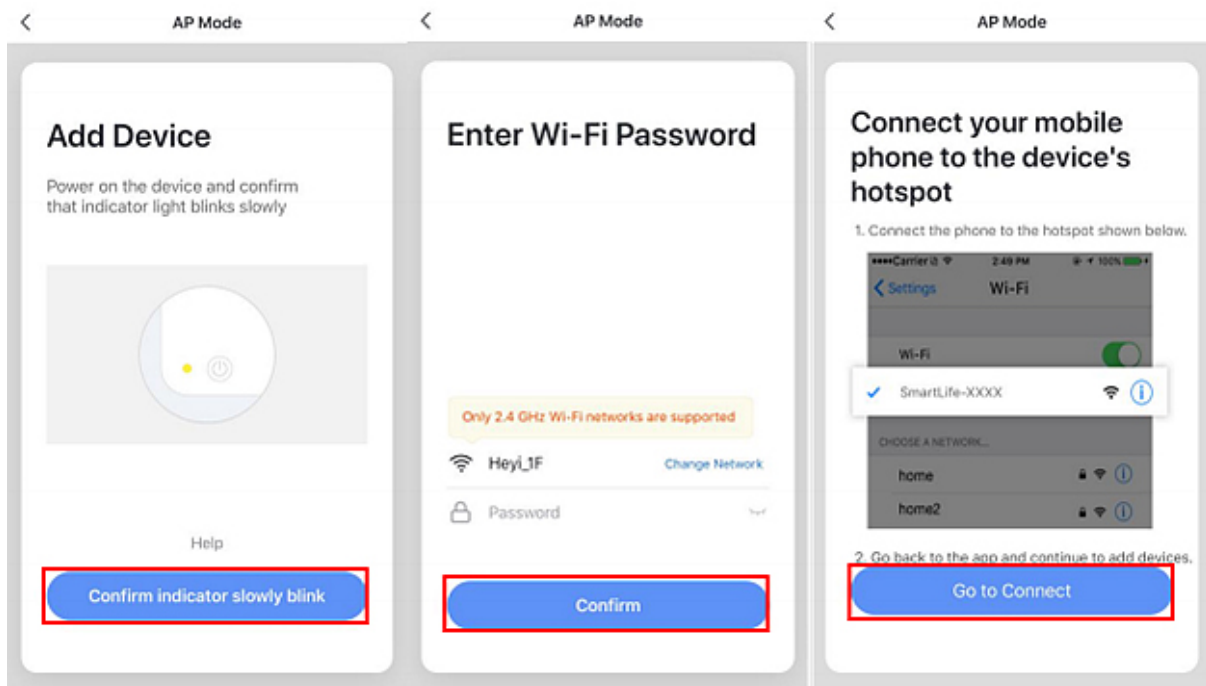 AP Mode
Add Device
Power on the device and confirm
that indicator light blinks slowly
Help
Confirm indicator slowly blink
AP Mode
Enter Wi-Fi Password
Only 2.4 GHz Wi-Fi networks are supported
Heyi_1F Change Network
Password
Confirm
AP Mode
Connect your mobile
phone to the device's
hotspot
1. Connect the phone to the hotspot shown below.
Carrier 2:49 PM 100%
Settings Wi-Fi
Wi-Fi
SmartLife-XXXX
CHOOSE A NETWORK...
home
home2
2. Go back to the app and continue to add devices.
Go to Connect